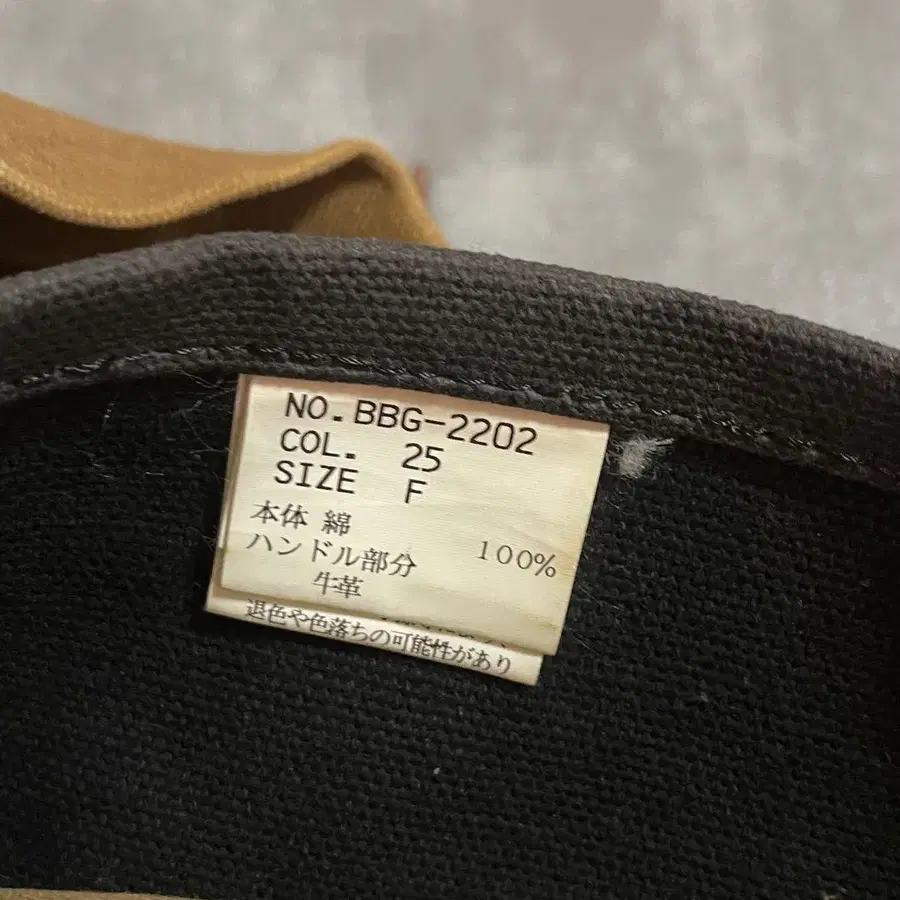 NO. BBG-2202
COL. 25
SIZE F
本体 綿 100%
ハンドル部分
牛革
退色や色落ちの可能性があり